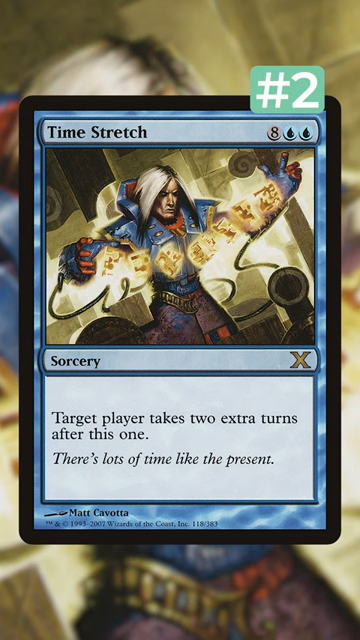 #2
Time Stretch
8
Sorcery
X
Target player takes two extra turns
after this one.
There's lots of time like the present.
Matt Cavotta
™ & © 1993-2007 Wizards of the Coast, Inc. 118/383